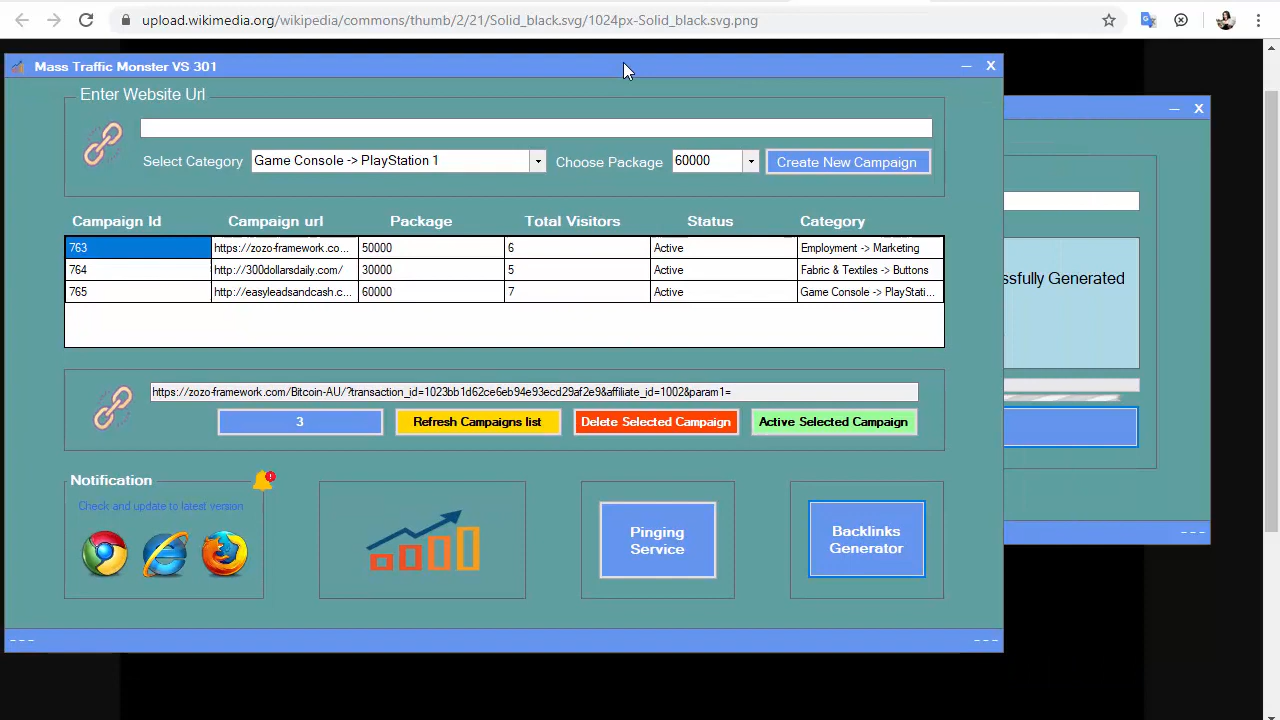 upload.wikimedia.org/wikipedia/commons/thumb/2/21/Solid_black.svg/1024px-Solid_black.svg.png
Mass Traffic Monster VS 301
Enter Website Url
Select Category Game Console -> PlayStation 1 Choose Package 60000 Create New Campaign
Campaign Id Campaign url Package Total Visitors Status Category
763 https://zozo-framework.co... 50000 6 Active Employment -> Marketing
764 http://300dollarsdaily.com/ 30000 5 Active Fabric & Textiles -> Buttons
765 http://easyleadsandcash.c... 60000 7 Active Game Console -> PlayStati...
ssfully Generated
https://zozo-framework.com/Bitcoin-AU/?transaction_id=1023bb1d62ce6eb94e93ecd29af2e9&affiliate_id=1002&param1=
3 Refresh Campaigns list Delete Selected Campaign Active Selected Campaign
Notification
Check and update to latest version
Pinging
Service
Backlinks
Generator